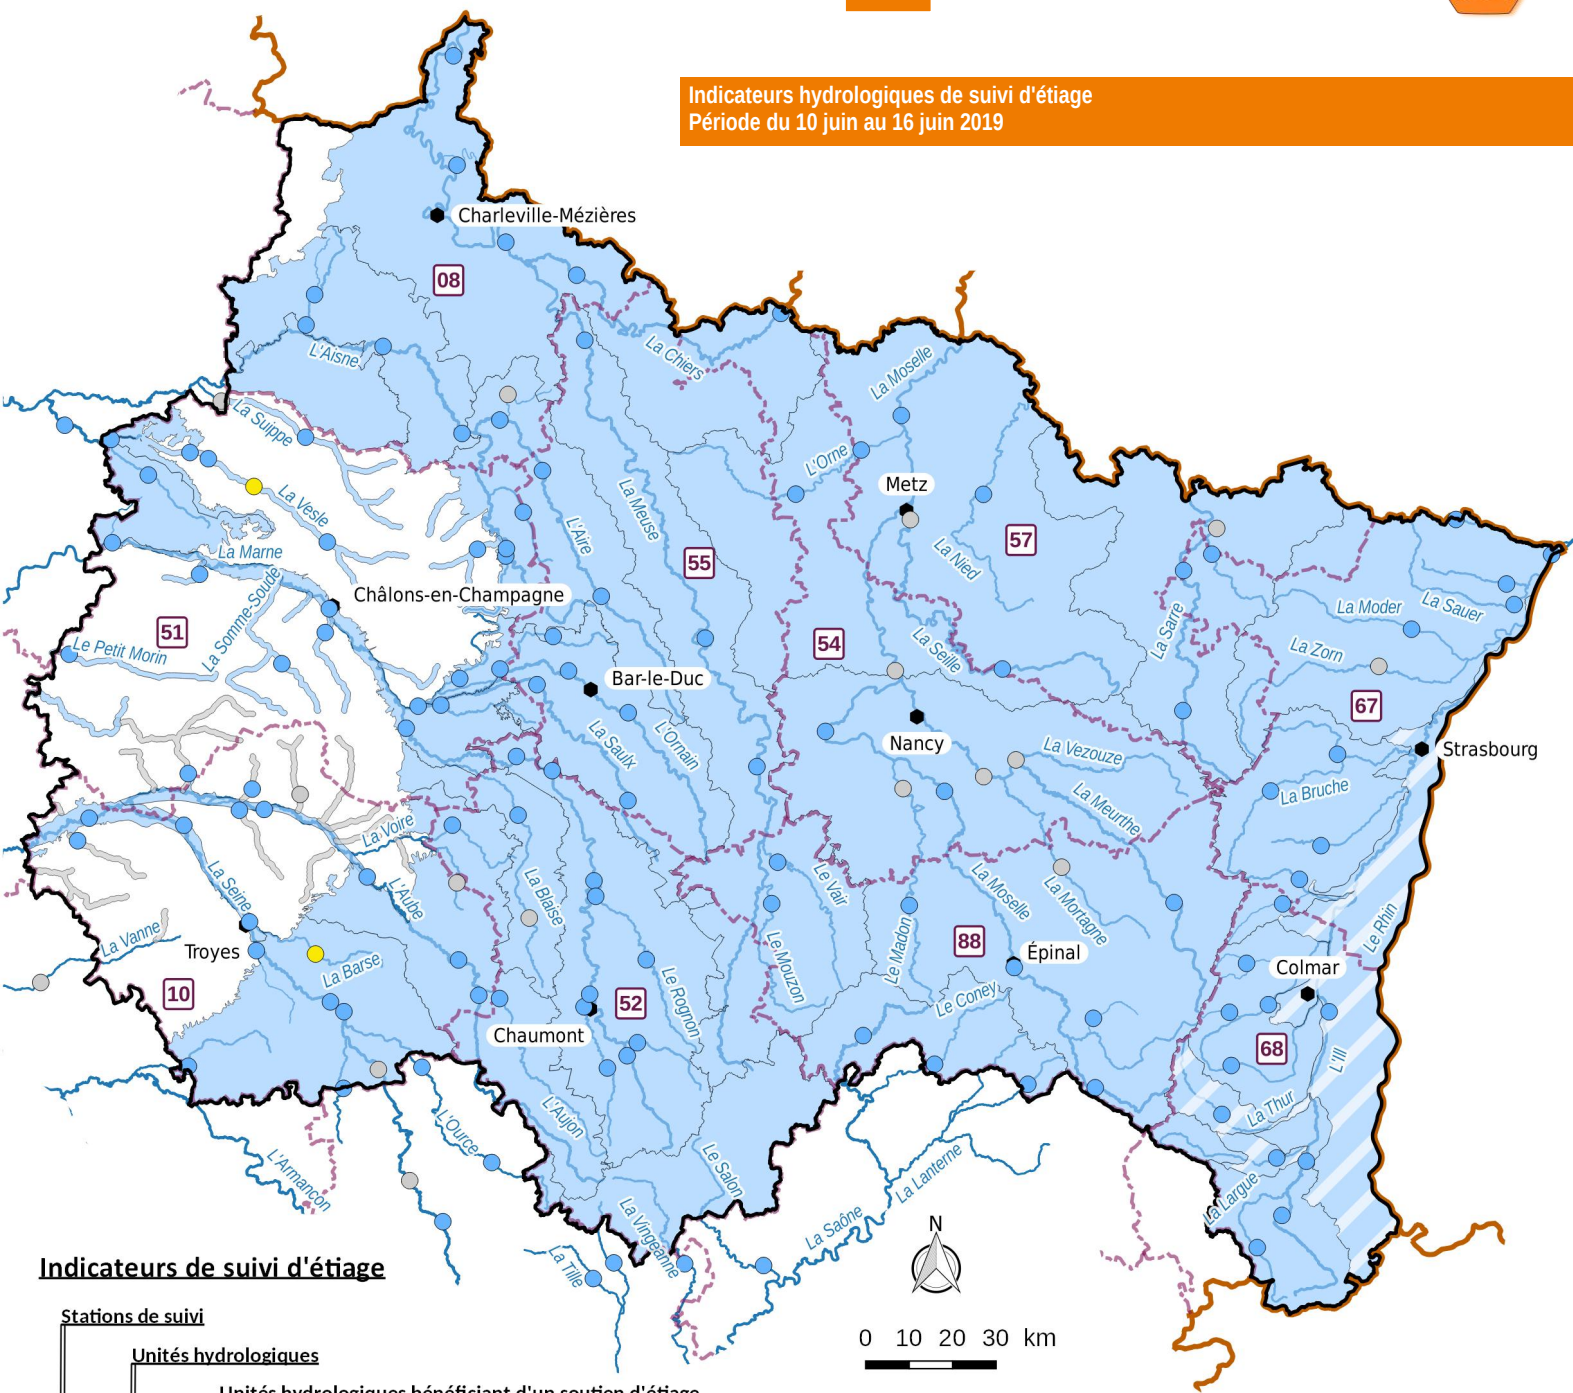 Indicateurs hydrologiques de suivi d'étiage
Période du 10 juin au 16 juin 2019
Charleville-Mézières
08
L'Aisne
La Chiers
La Moselle
La Suippe
L'Orne
Metz
La Vesle
La Meuse
L'Aire
57
La Nied
La Marne
55
Châlons-en-Champagne
La Moder
La Sauer
La Somme-Soude
51
Le Petit Morin
54
La Seille
La Sarre
La Zorn
Bar-le-Duc
67
La Saulx
L'Ornain
Nancy
La Vezouze
Strasbourg
La Bruche
La Meurthe
La Voire
La Seine
L'Aube
La Blaise
Le Vair
La Moselle
La Mortagne
Le Rhin
La Vanne
Troyes
La Barse
Le Mouzon
Le Madon
88
Épinal
Colmar
10
52
Le Rognon
Le Coney
Chaumont
68
L'Ill
L'Aujon
La Thur
L'Ource
L'Armançon
Le Salon
La Lanterne
La Largue
La Vingeanne
La Saône
La Tille
N
Indicateurs de suivi d'étiage
Stations de suivi
0 10 20 30 km
Unités hydrologiques
Unités hydrologiques bénéficiant d'un soutien d'étiage